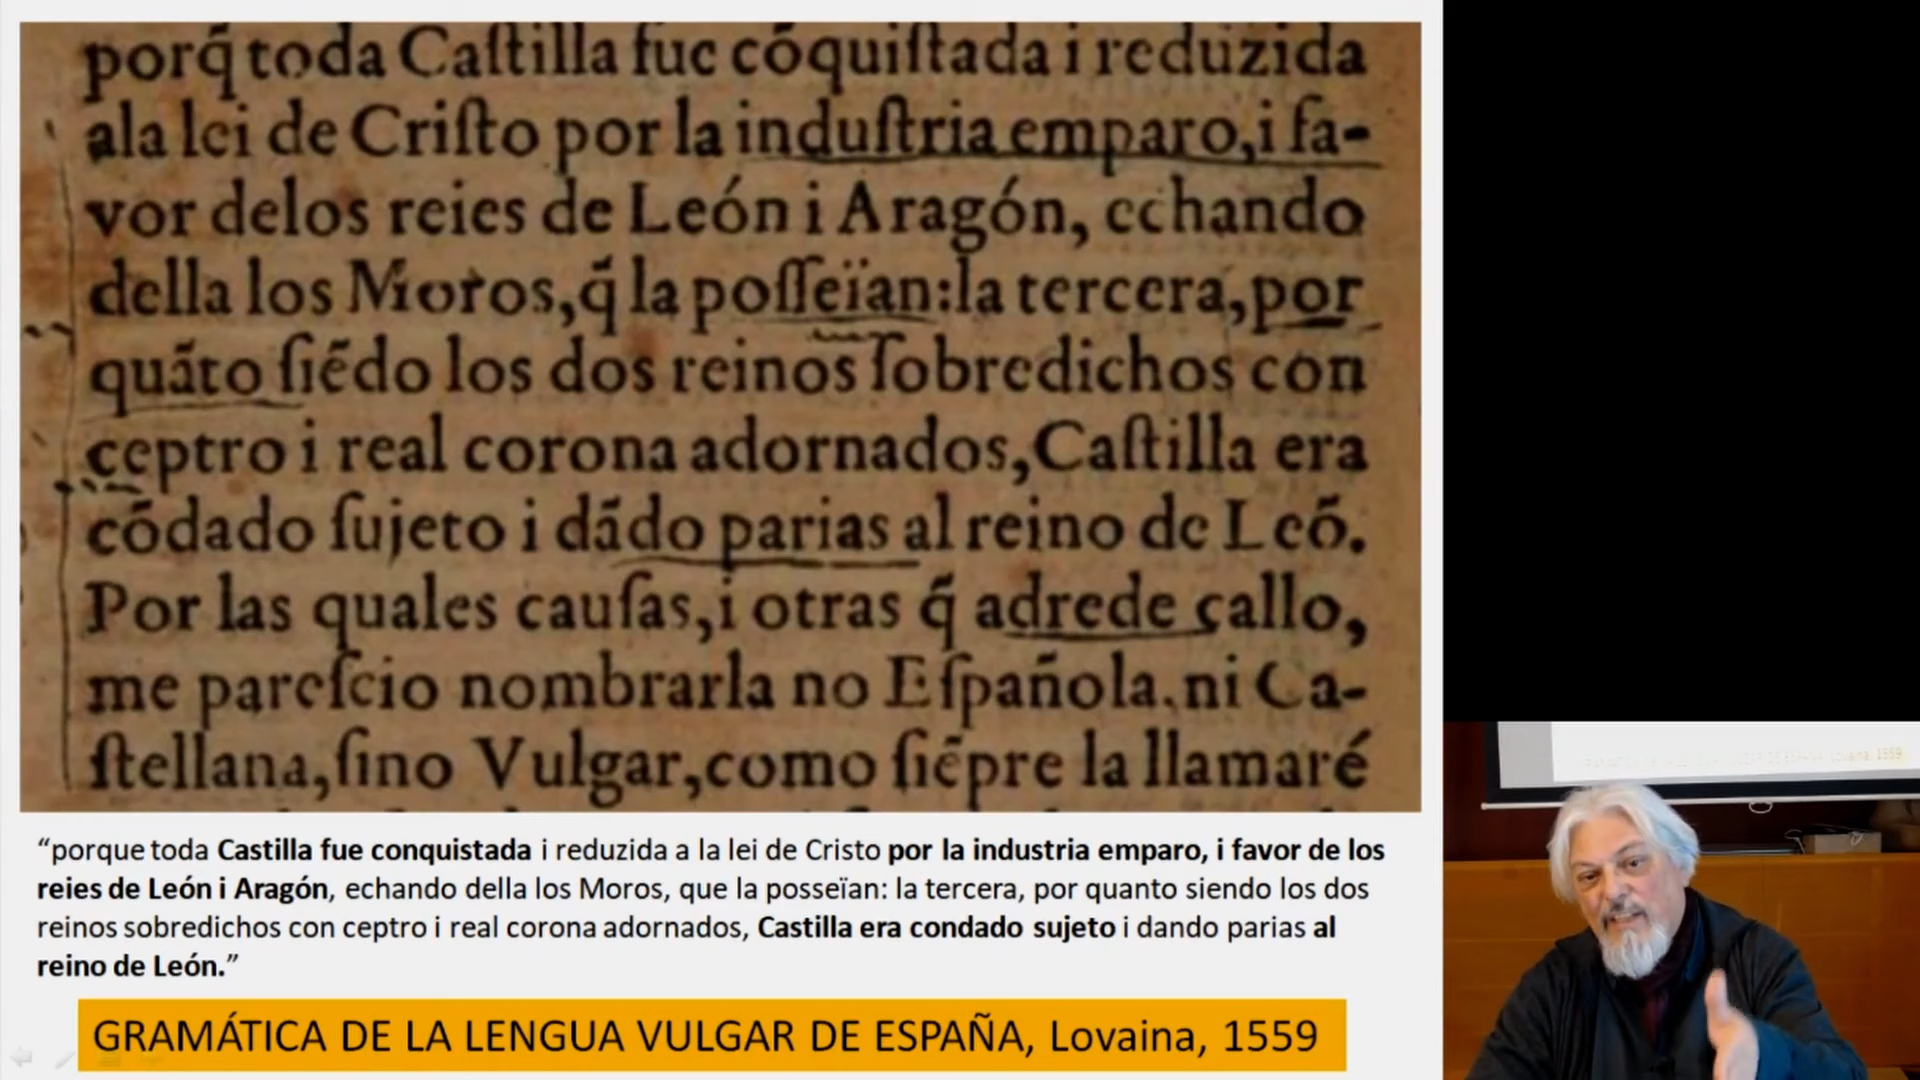 porq̃ toda Caſtilla fue cõquiſtada i reduzida
ala lei de Criſto por la induſtria emparo, i fa-
vor delos reies de León i Aragón, echando
della los Moros, q̃ la poſſeïan: la tercera, por
quãto ſiẽdo los dos reinos ſobredichos con
ceptro i real corona adornados, Caſtilla era
cõdado ſujeto i dãdo parias al reino de Leõ.
Por las quales cauſas, i otras q̃ adrede callo,
me pareſcio nombrarla no Eſpañola, ni Ca-
ſtellana, ſino Vulgar, como ſiẽpre la llamaré
“porque toda Castilla fue conquistada i reduzida a la lei de Cristo por la industria emparo, i favor de los
reies de León i Aragón, echando della los Moros, que la posseïan: la tercera, por quanto siendo los dos
reinos sobredichos con ceptro i real corona adornados, Castilla era condado sujeto i dando parias al
reino de León.”
GRAMÁTICA DE LA LENGUA VULGAR DE ESPAÑA, Lovaina, 1559